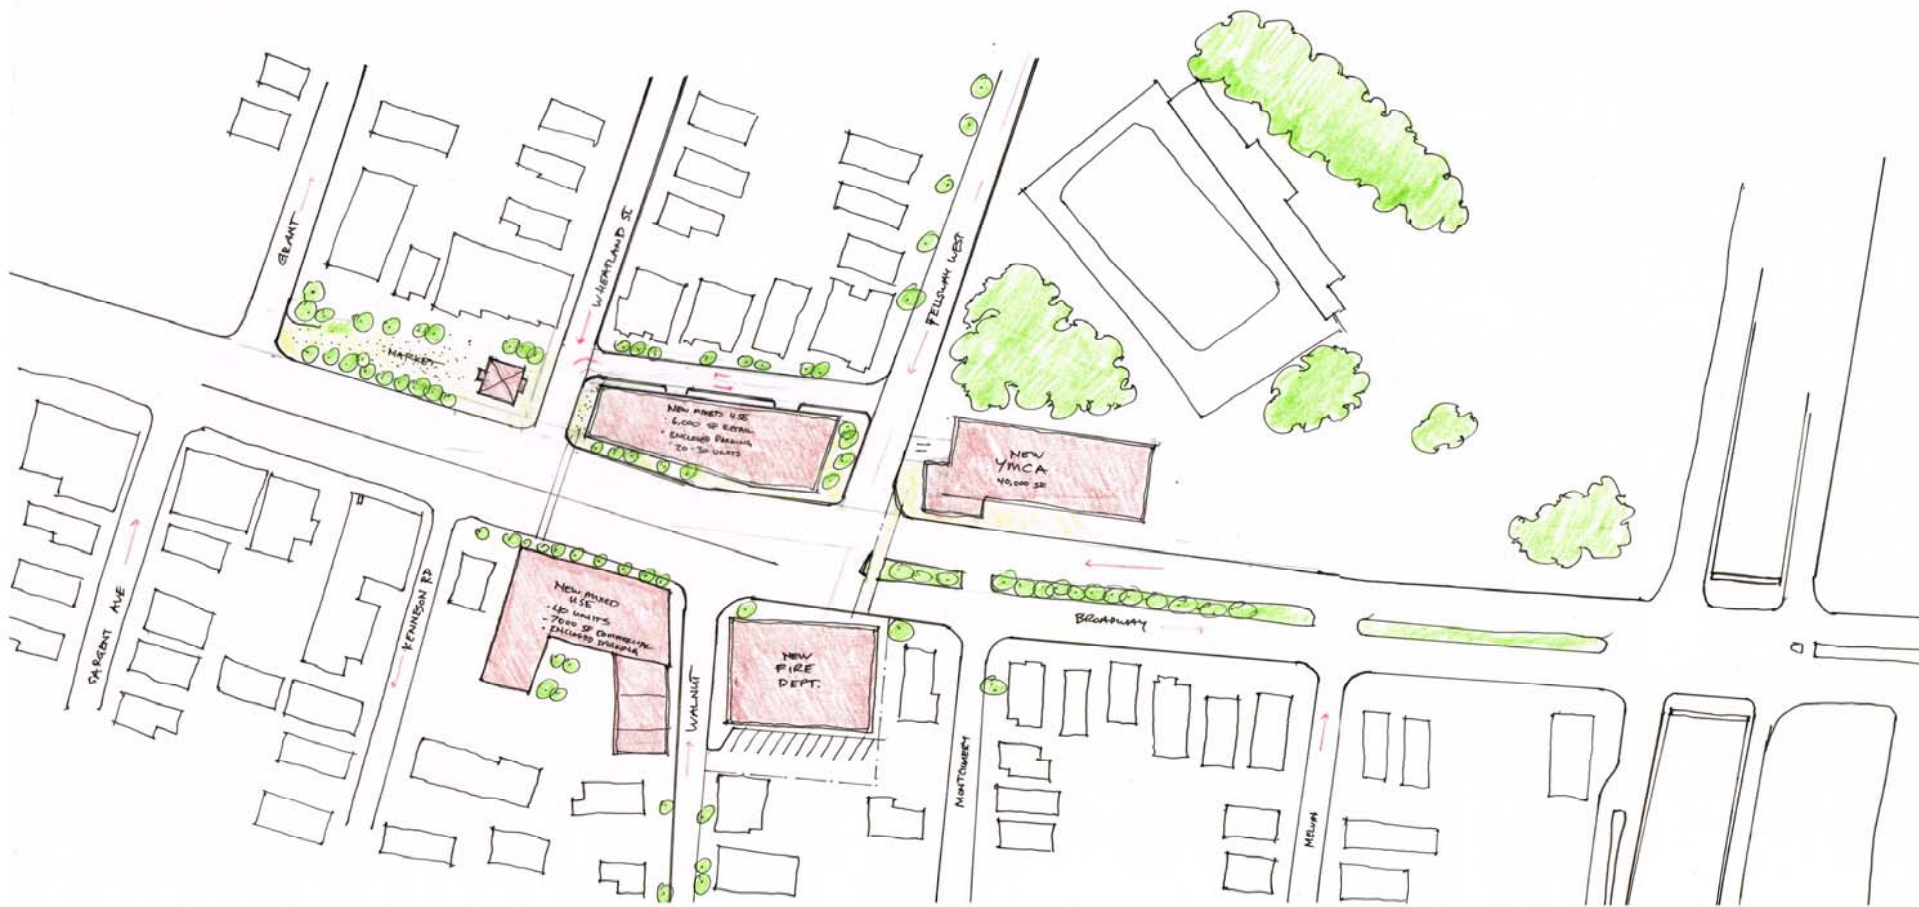 GRANT
WHEATLAND ST
FELLSWAY WEST
MARKET
NEW MIXED USE
· 6,000 SF RETAIL
· ENCLOSED PARKING
· 20-30 UNITS
NEW
YMCA
40,000 SF
SARGENT AVE
KENNISON RD
NEW MIXED
USE
- 40 UNITS
- 7000 SF COMMERCIAL
· ENCLOSED PARKING
WALNUT
NEW
FIRE
DEPT.
BROADWAY
MONTGOMERY
MELVIN